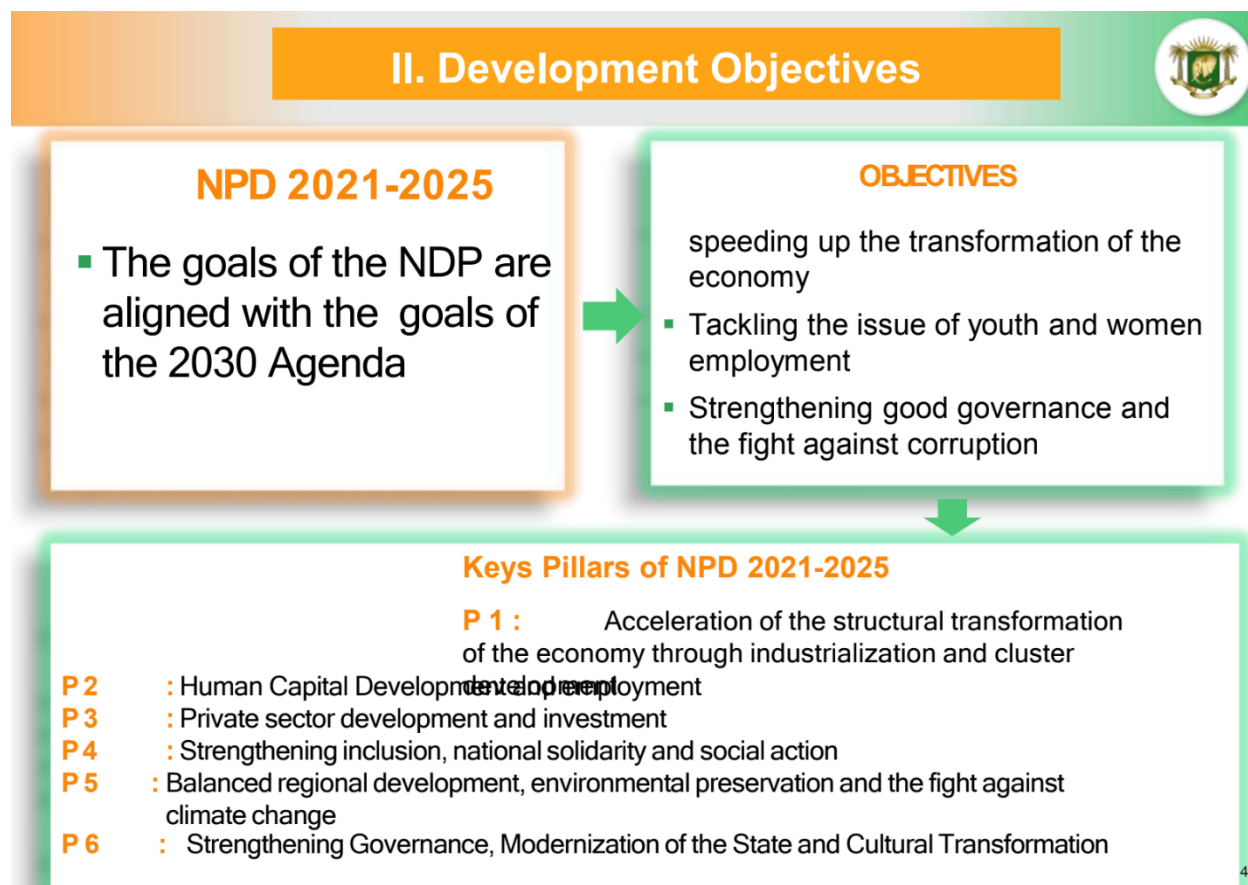 II. Development Objectives
NPD 2021-2025
▪ The goals of the NDP are
aligned with the goals of
the 2030 Agenda
OBJECTIVES
speeding up the transformation of the
economy
▪ Tackling the issue of youth and women
employment
▪ Strengthening good governance and
the fight against corruption
Keys Pillars of NPD 2021-2025
P 1 : Acceleration of the structural transformation
of the economy through industrialization and cluster
development
P 2 : Human Capital Development and employment
P 3 : Private sector development and investment
P 4 : Strengthening inclusion, national solidarity and social action
P 5 : Balanced regional development, environmental preservation and the fight against
climate change
P 6 : Strengthening Governance, Modernization of the State and Cultural Transformation
4